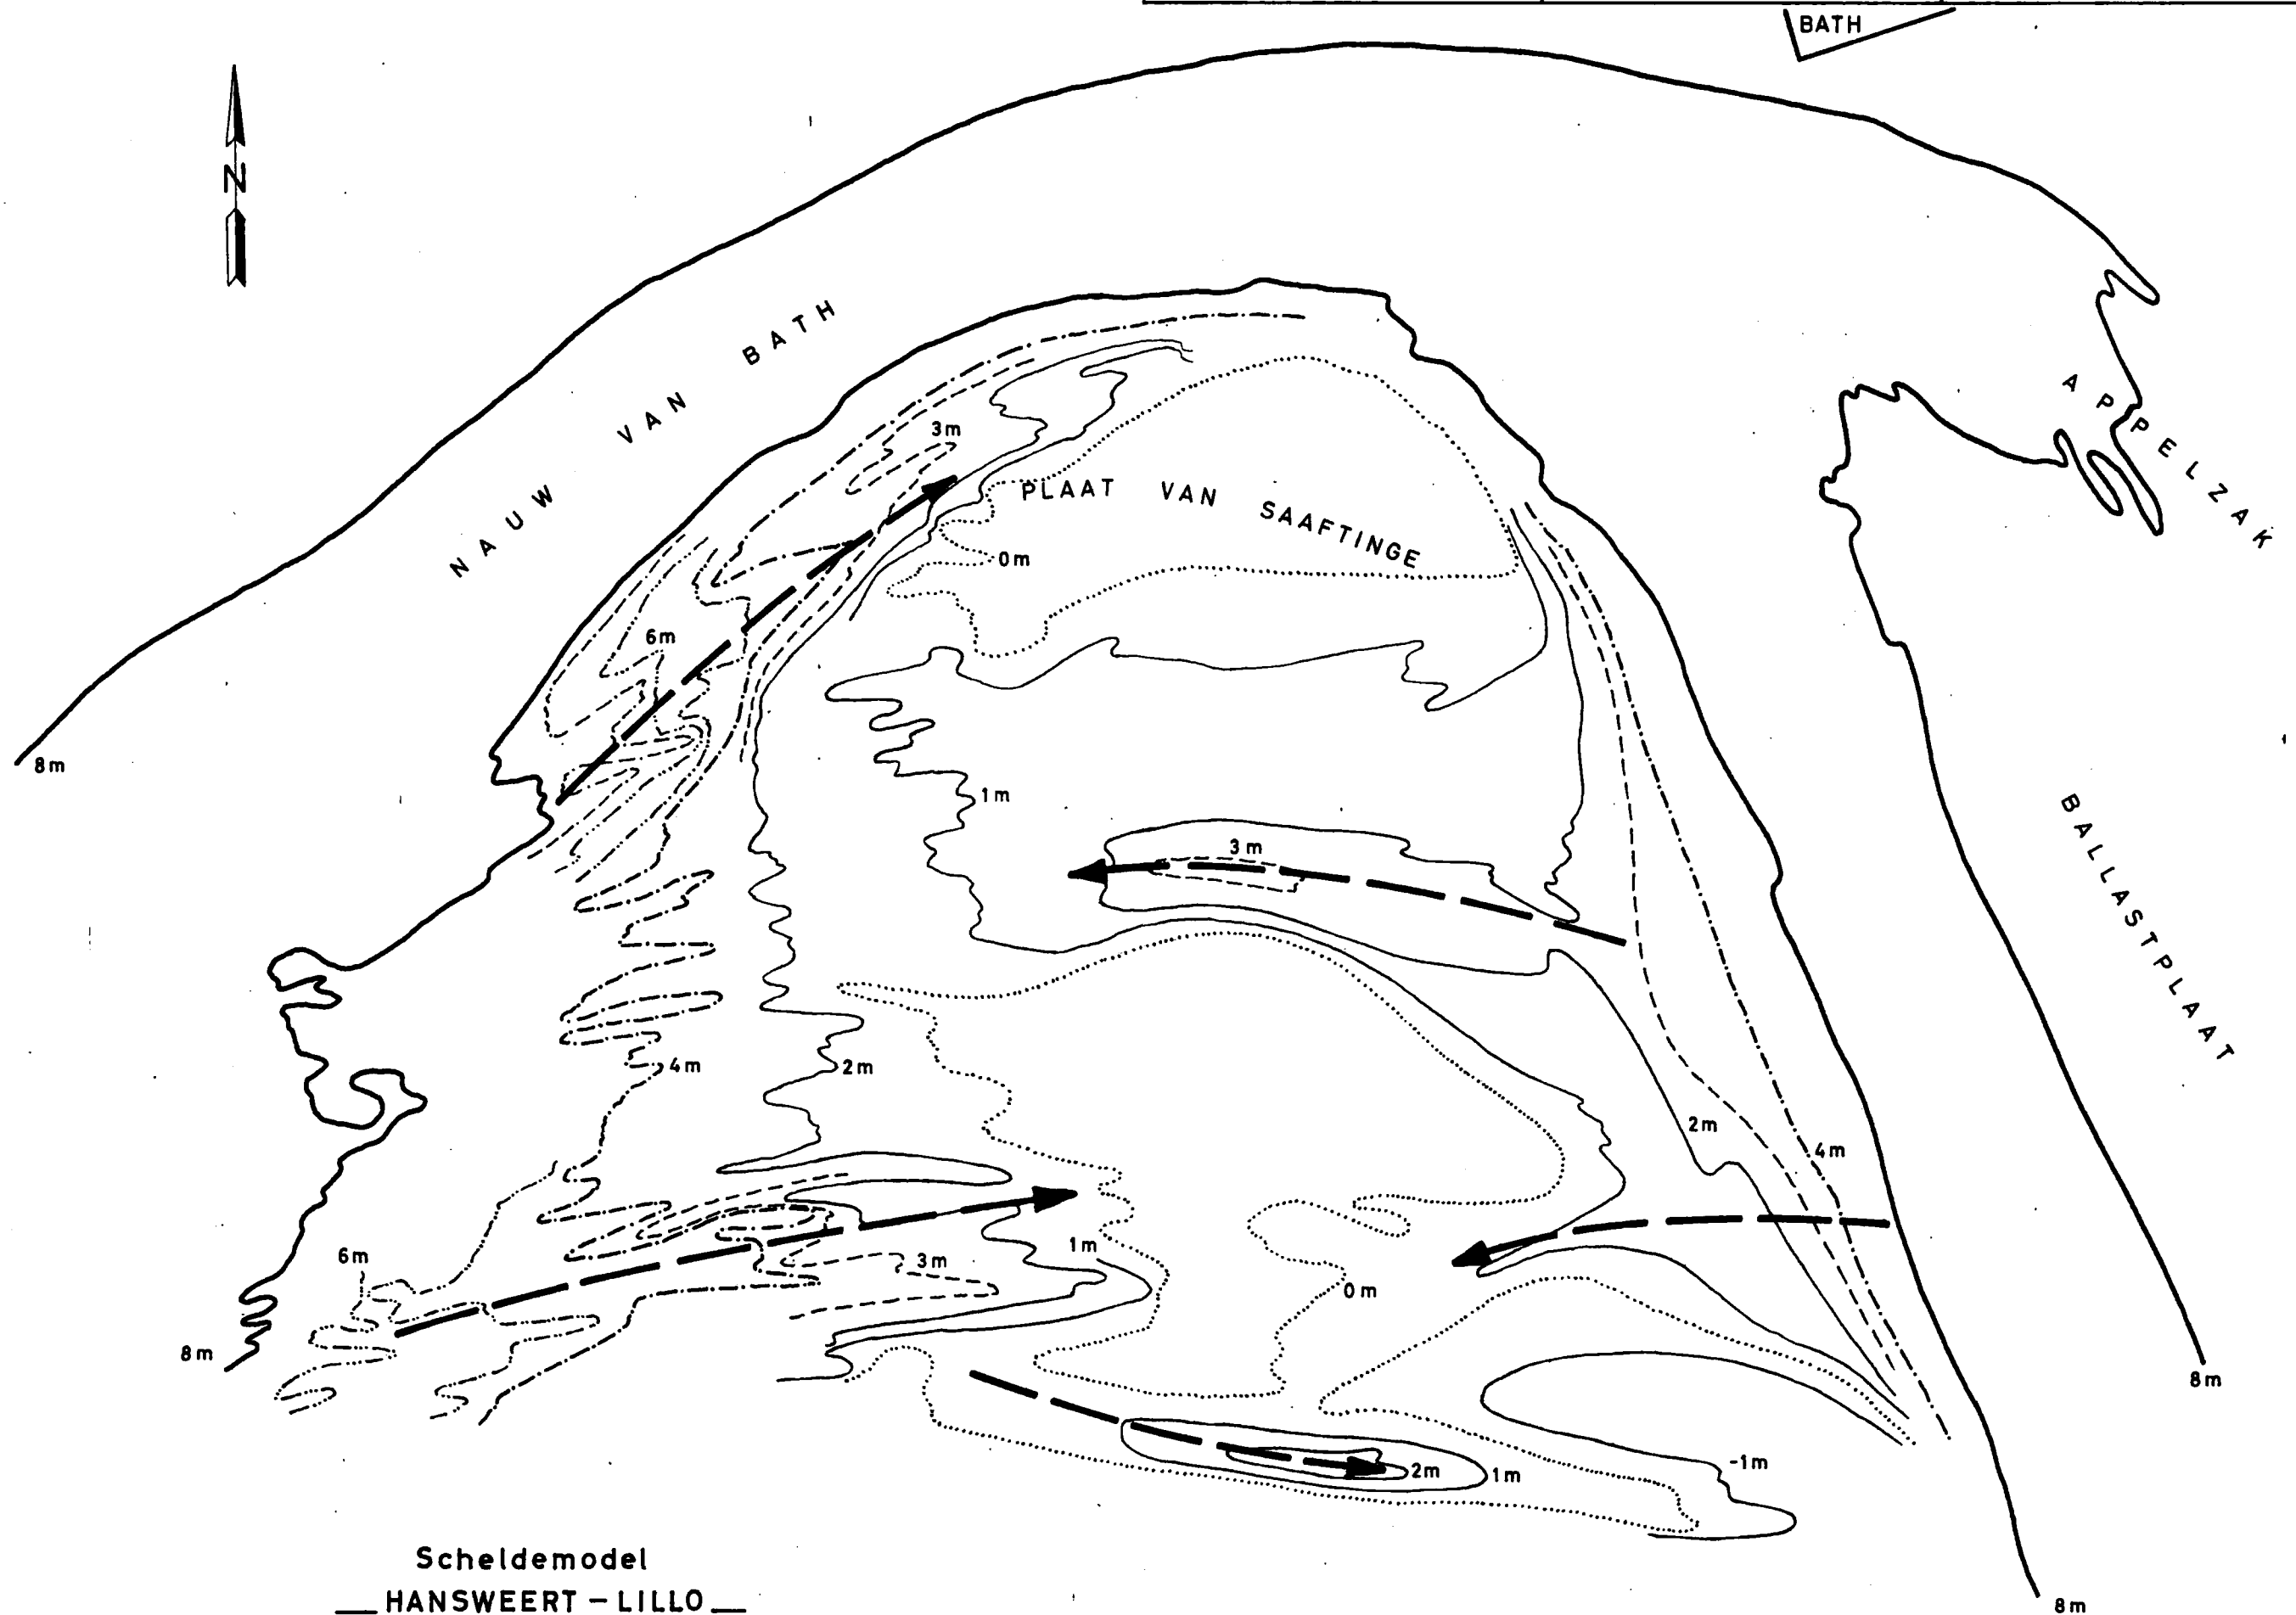 BATH
N
NAUW VAN BATH
APPELZAK
3m
PLAAT VAN SAAFTINGE
0m
6m
8m
1m
BALLASTPLAAT
3m
4m
2m
2m
4m
6m
1m
3m
0m
8m
8m
2m
1m
-1m
Scheldemodel
HANSWEERT - LILLO
8m